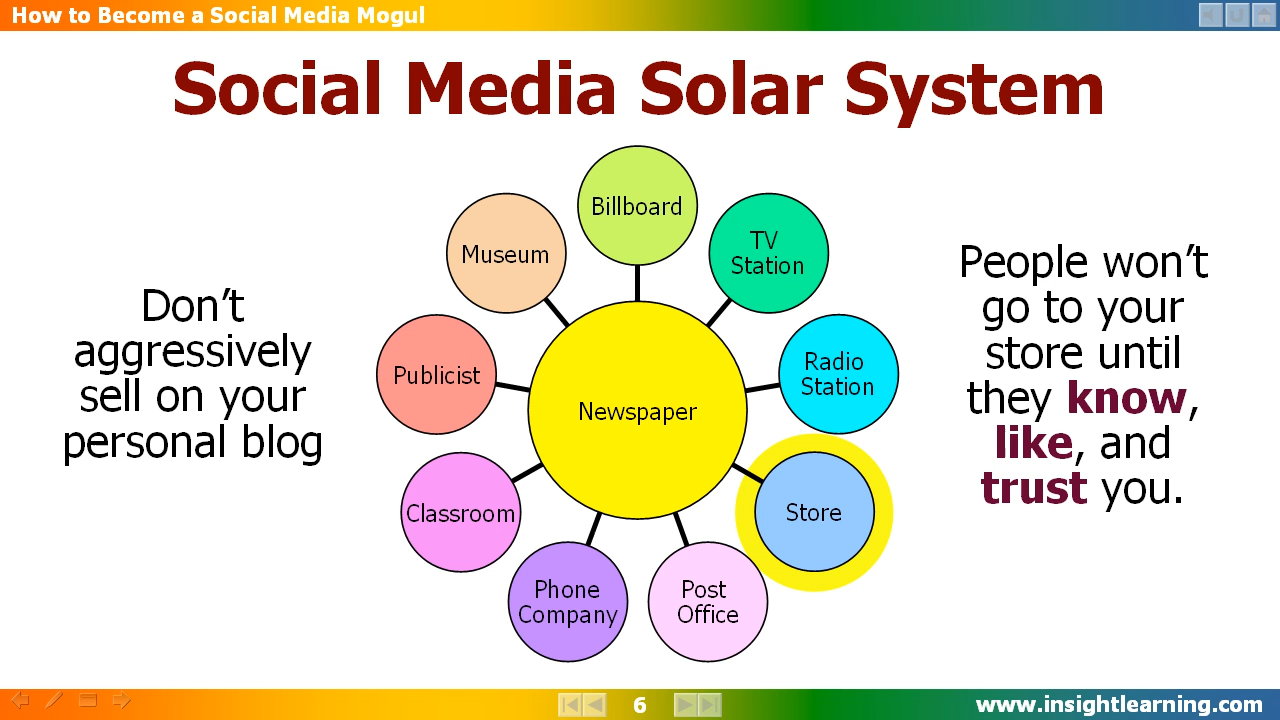 How to Become a Social Media Mogul
Social Media Solar System
Don’t
aggressively
sell on your
personal blog
Billboard
TV
Station
Radio
Station
Store
Post
Office
Phone
Company
Classroom
Publicist
Museum
Newspaper
People won’t
go to your
store until
they know,
like, and
trust you.
6
www.insightlearning.com